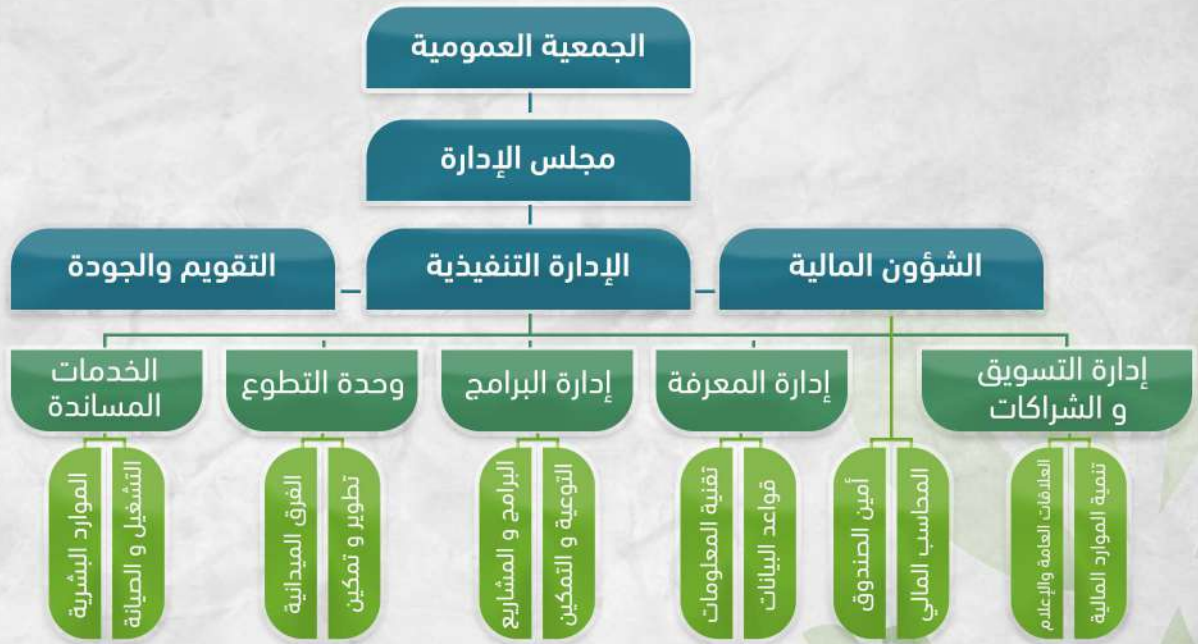 الجمعية العمومية
مجلس الإدارة
الشؤون المالية
الإدارة التنفيذية
التقويم والجودة
إدارة التسويق
و الشراكات
إدارة المعرفة
إدارة البرامج
وحدة التطوع
الخدمات
المساندة
تنمية الموارد المالية
العلاقات العامة والإعلام
المحاسب المالي
أمين الصندوق
قواعد البيانات
تقنية المعلومات
التوعية و التمكين
البرامج و المشاريع
تطوير و تمكين
الفرق الميدانية
التشغيل و الصيانة
الموارد البشرية